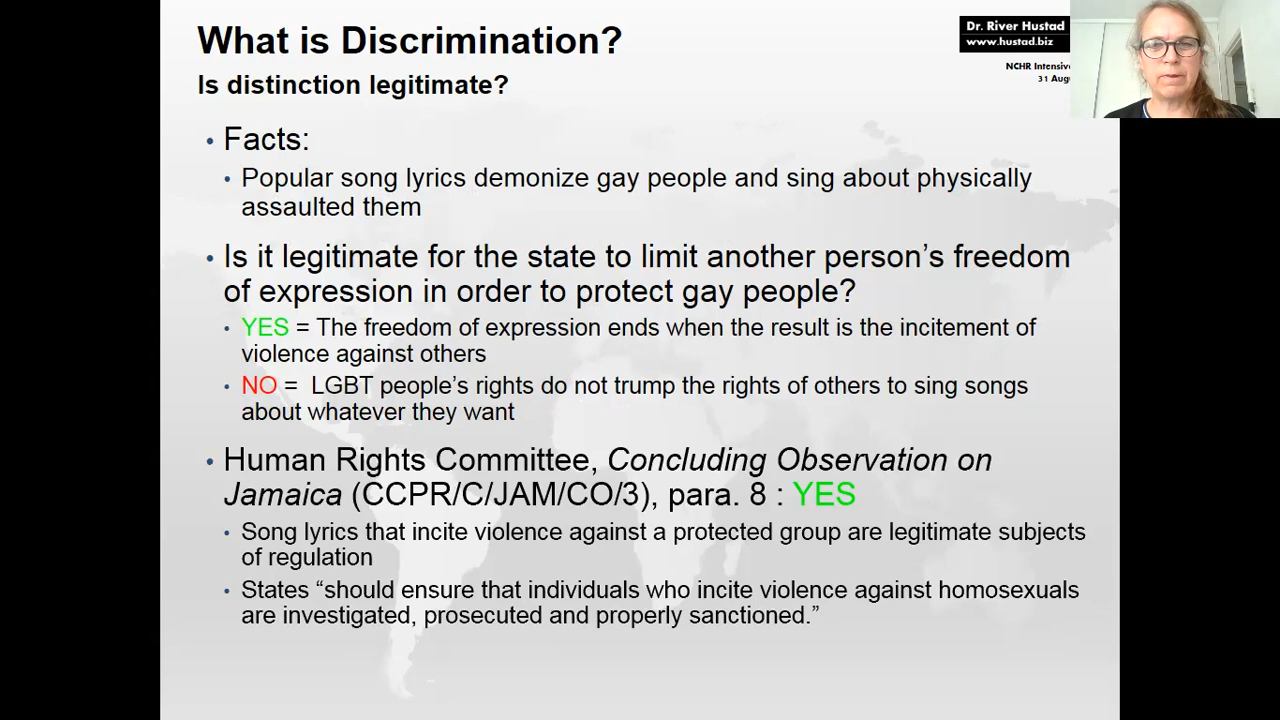 What is Discrimination?
Is distinction legitimate?
Dr. River Hustad
www.hustad.biz
NCHR Intensive
31
• Facts:
• Popular song lyrics demonize gay people and sing about physically
assaulted them
• Is it legitimate for the state to limit another person’s freedom
of expression in order to protect gay people?
• YES = The freedom of expression ends when the result is the incitement of
violence against others
• NO = LGBT people’s rights do not trump the rights of others to sing songs
about whatever they want
• Human Rights Committee, Concluding Observation on
Jamaica (CCPR/C/JAM/CO/3), para. 8 : YES
• Song lyrics that incite violence against a protected group are legitimate subjects
of regulation
• States “should ensure that individuals who incite violence against homosexuals
are investigated, prosecuted and properly sanctioned.”